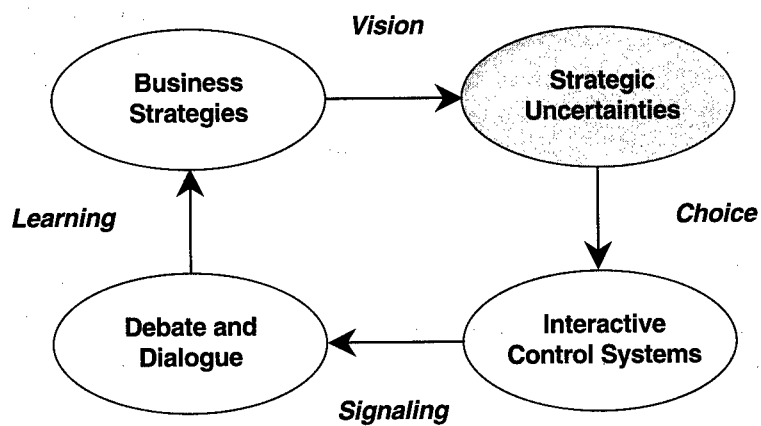 Vision
Business
Strategies
Strategic
Uncertainties
Learning
Choice
Debate and
Dialogue
Interactive
Control Systems
Signaling